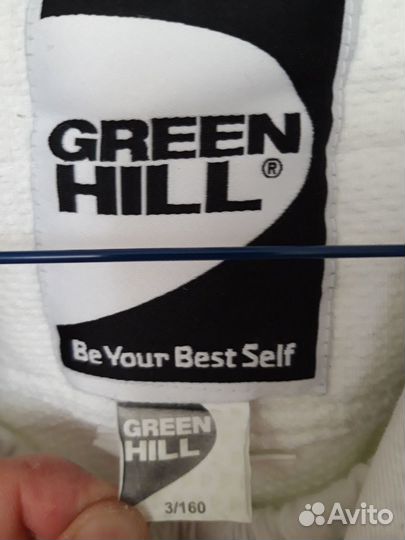 GREEN
HILL®
Be Your Best Self
GREEN
HILL
3/160
Avito